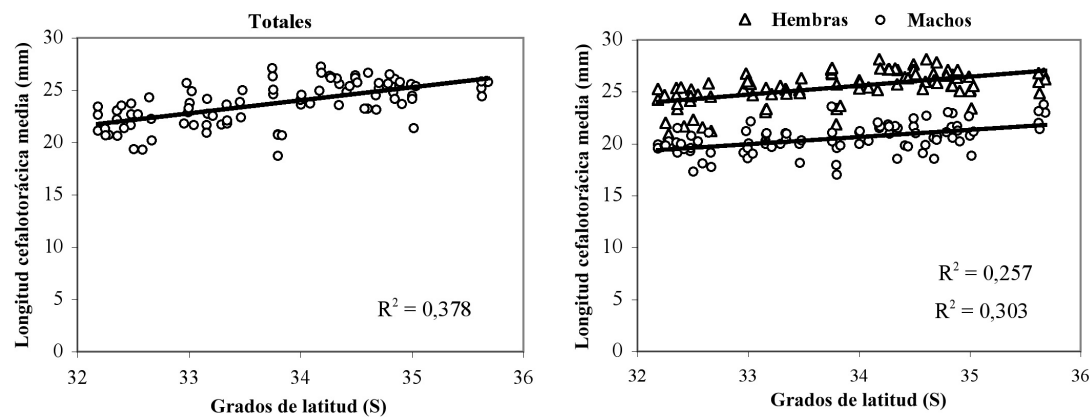 Totales
Longitud cefalotorácica media (mm)
30
25
20
15
10
5
0
R² = 0,378
32
33
34
35
36
Grados de latitud (S)
Hembras Machos
Longitud cefalotorácica media (mm)
30
25
20
15
10
5
0
R² = 0,257
R² = 0,303
32
33
34
35
36
Grados de latitud (S)